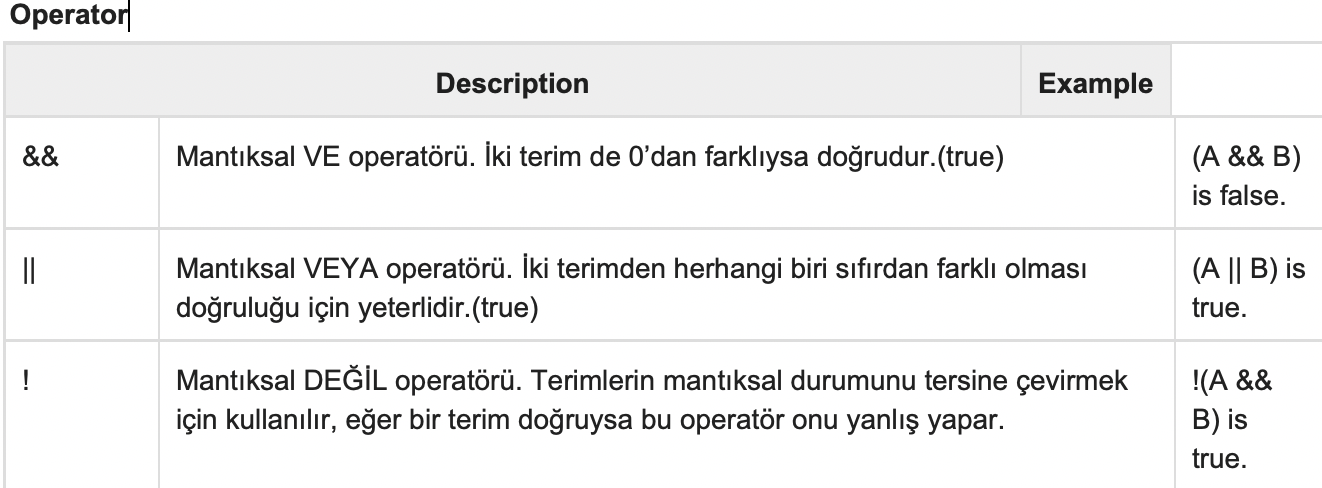 Operator
Description Example
&& Mantıksal VE operatörü. İki terim de 0’dan farklıysa doğrudur.(true) (A && B)
is false.
|| Mantıksal VEYA operatörü. İki terimden herhangi biri sıfırdan farklı olması (A || B) is
doğruluğu için yeterlidir.(true) true.
! Mantıksal DEĞİL operatörü. Terimlerin mantıksal durumunu tersine çevirmek !(A &&
için kullanılır, eğer bir terim doğruysa bu operatör onu yanlış yapar. B) is
true.